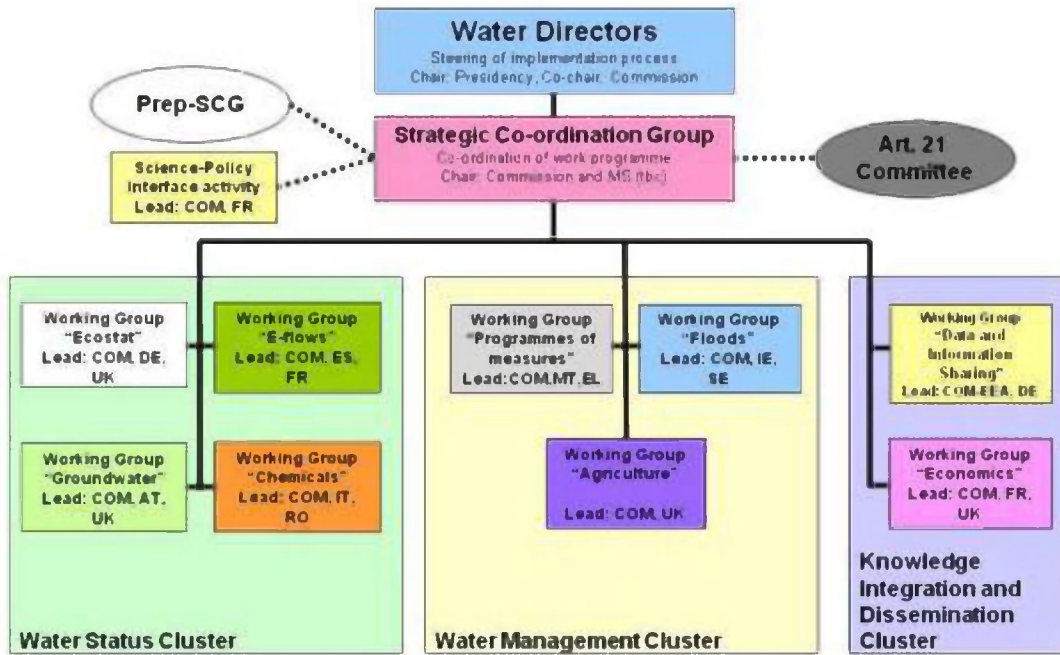 Water Directors
Steering of implementation process
Chair: Presidency, Co-chair: Commission
Prep-SCG
Strategic Co-ordination Group
Co-ordination of work programme
Chair: Commission and MS (tbc)
Art. 21
Committee
Science-Policy
Interface activity
Lead: COM, FR
Working Group
"Ecostat"
Lead: COM, DE,
UK
Working Group
"E-flows"
Lead: COM, ES,
FR
Working Group
"Groundwater"
Lead: COM, AT,
UK
Working Group
"Chemicals"
Lead: COM, IT,
RO
Water Status Cluster
Working Group
"Programmes of
measures"
Lead:COM,MT,EL
Working Group
"Floods"
Lead: COM, IE,
SE
Working Group
"Agriculture"
Lead: COM, UK
Water Management Cluster
Working Group
"Data and
Information
Sharing"
Lead: COM-EEA, DE
Working Group
"Economics"
Lead: COM, FR,
UK
Knowledge
Integration and
Dissemination
Cluster